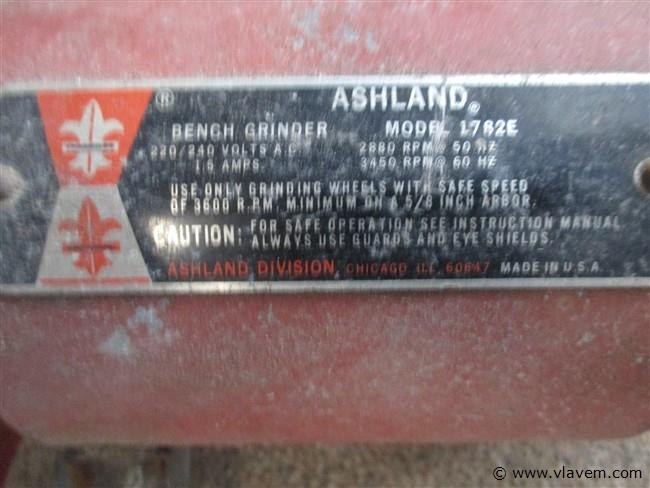 ® ASHLAND®
BENCH GRINDER MODEL 1762E
220/240 VOLTS A.C. 2880 RPM @ 50 HZ
1.5 AMPS. 3450 RPM @ 60 HZ
USE ONLY GRINDING WHEELS WITH SAFE SPEED
OF 3600 R.P.M. MINIMUM ON A 5/8 INCH ARBOR.
CAUTION: FOR SAFE OPERATION SEE INSTRUCTION MANUAL
ALWAYS USE GUARDS AND EYE SHIELDS.
ASHLAND DIVISION, CHICAGO ILL. 60647 MADE IN U.S.A.
© www.vlavem.com